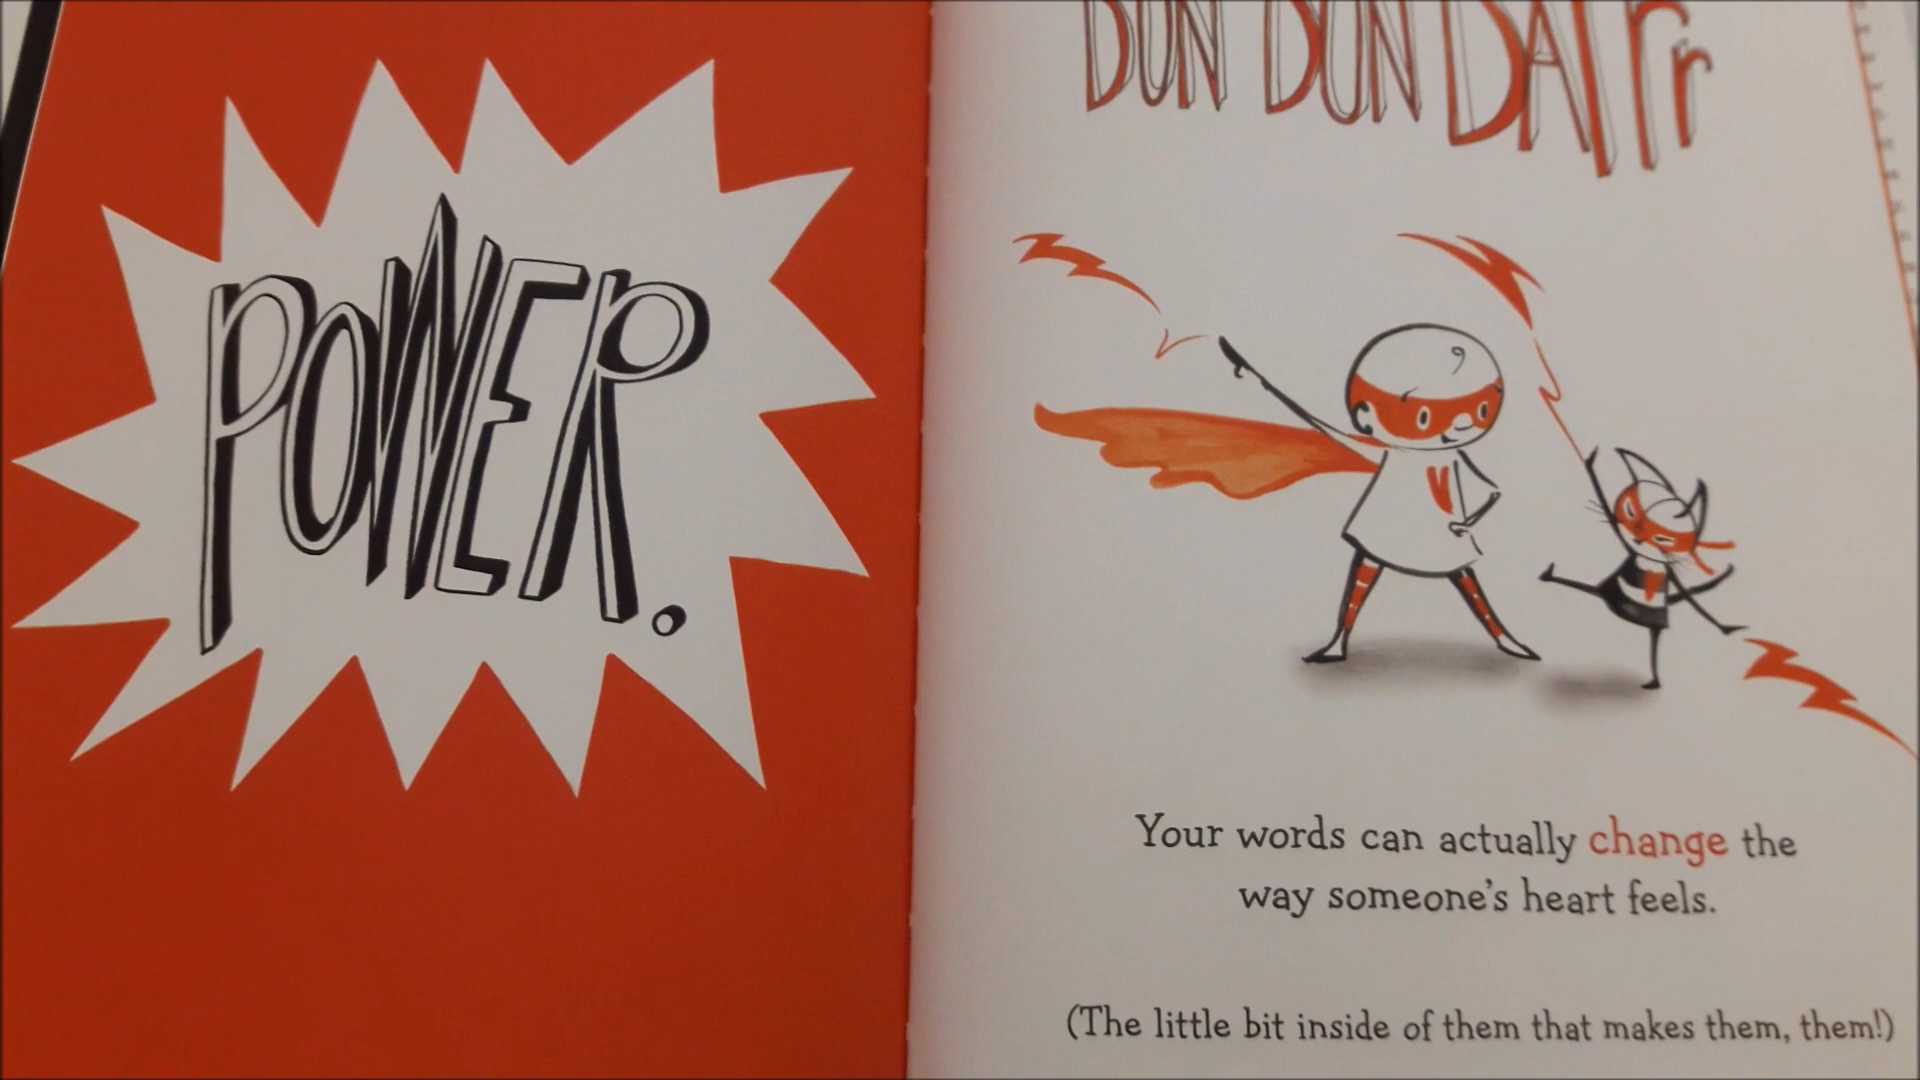 POWER.
DUN DUN DArrr
Your words can actually change the
way someone's heart feels.
(The little bit inside of them that makes them, them!)